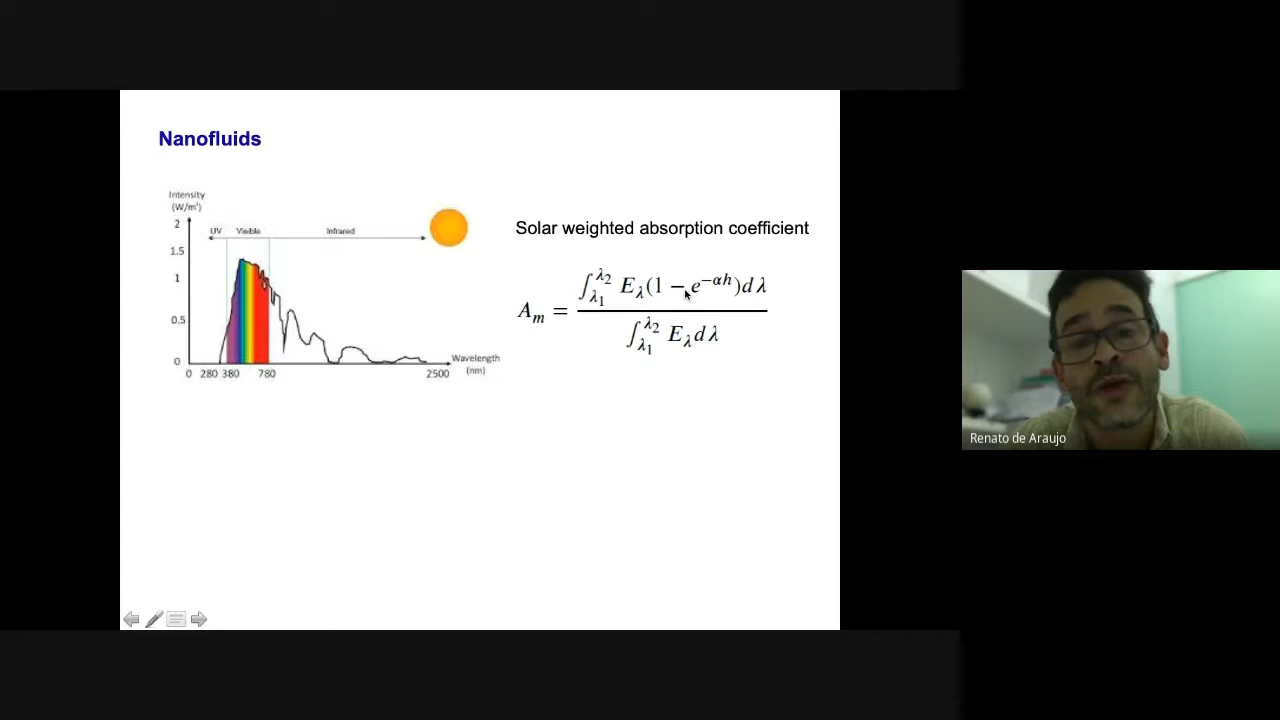 Nanofluids
Intensity
(W/m²)
2
1.5
1
0.5
0
UV Visible Infrared
0 280 380 780 2500
Wavelength
(nm)
Solar weighted absorption coefficient
A_m = ∫_{λ₁}^{λ₂} E_λ(1 − e^{−αh})dλ / ∫_{λ₁}^{λ₂} E_λ dλ
Renato de Araujo